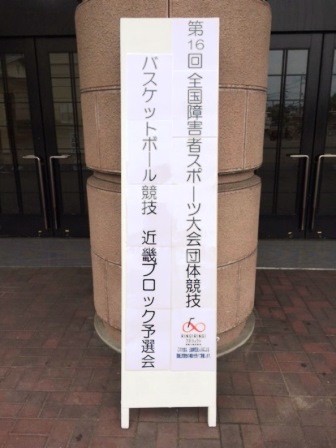 第16回 全国障害者スポーツ大会団体競技
バスケットボール競技 近畿ブロック予選会